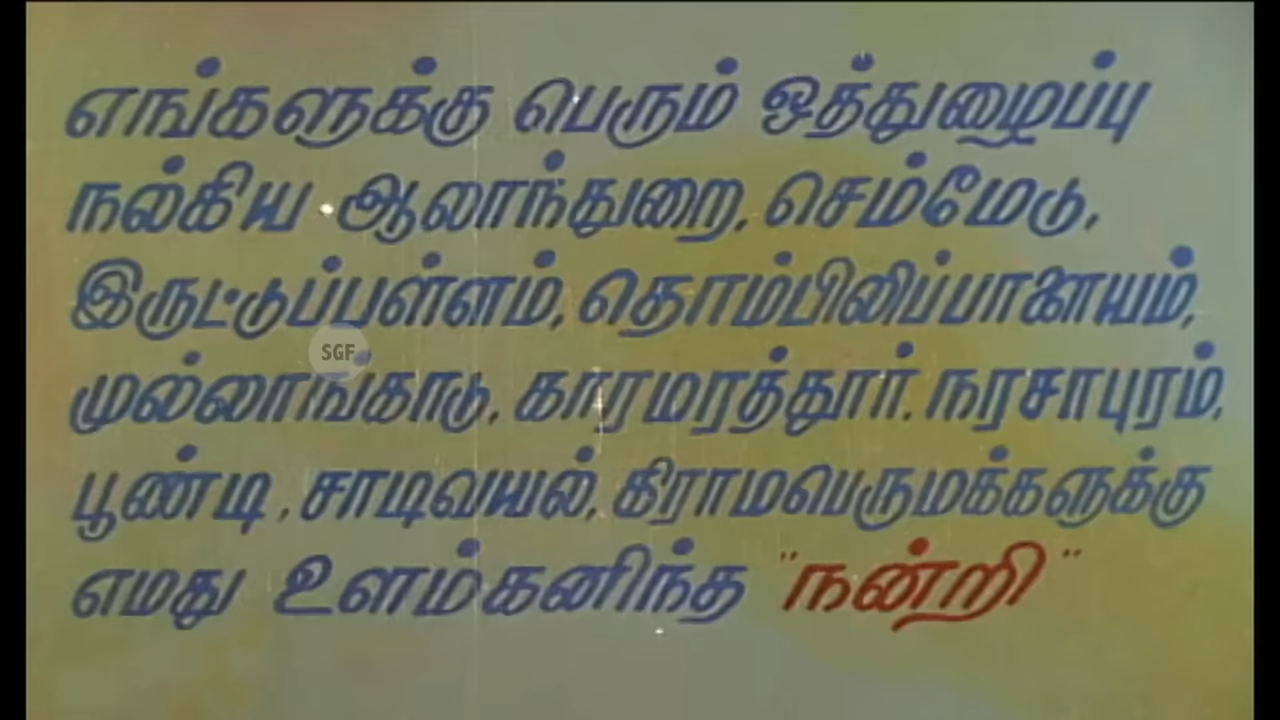 எங்களுக்கு பெரும் ஒத்துழைப்பு
நல்கிய ஆலாந்துறை, செம்மேடு,
இருட்டுப்பள்ளம், தொம்பிலிப்பாளையம்,
SGF
முல்லாங்காடு, காரமரத்தூர், நரசாபுரம்,
பூண்டி, சாடிவயல், கிராமபெருமக்களுக்கு
எமது உளம்கனிந்த "நன்றி"